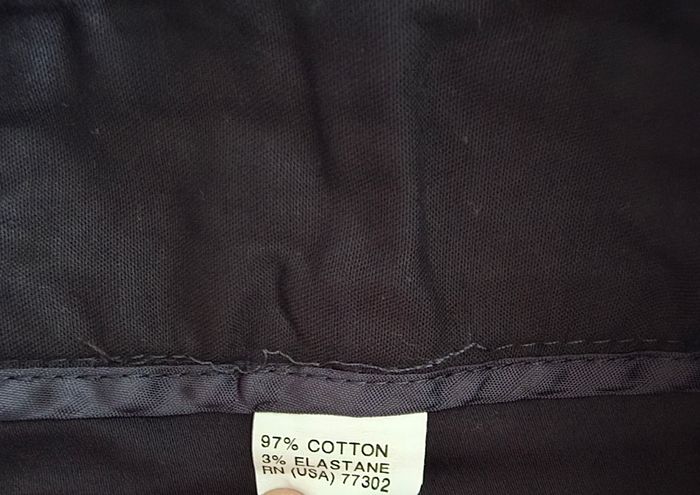 97% COTTON
3% ELASTANE
RN (USA) 77302